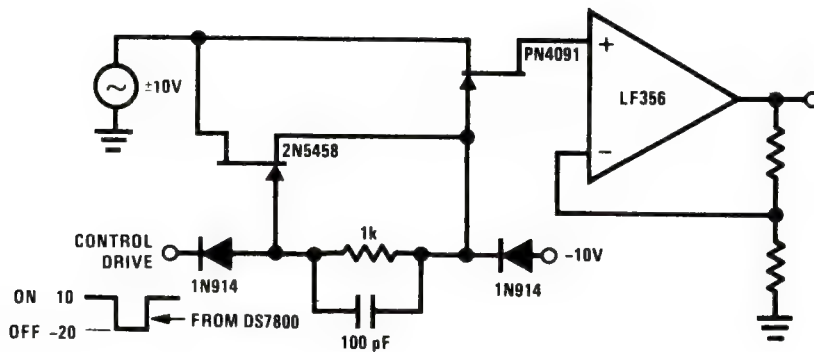 PN4091
+
±10V
LF356
−
2N5458
1k
CONTROL
DRIVE
−10V
1N914
1N914
ON 10
FROM DS7800
OFF −20
100 pF